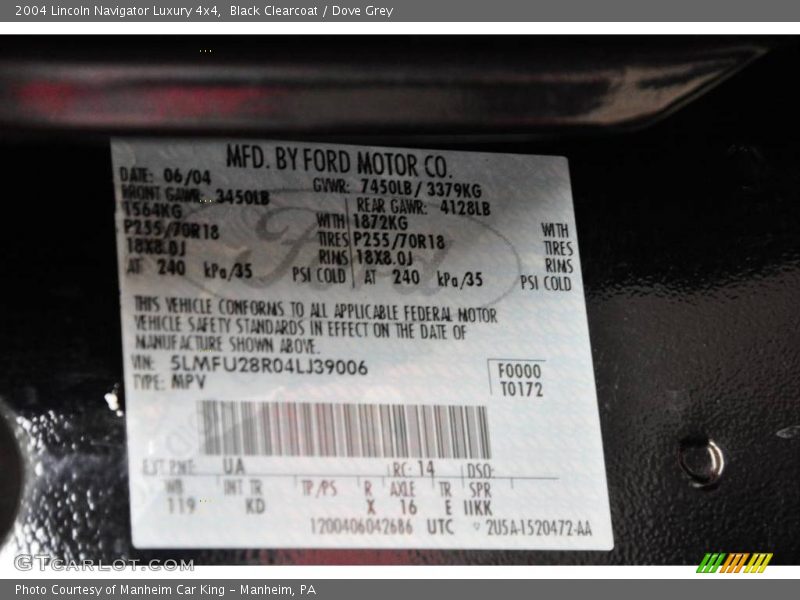 2004 Lincoln Navigator Luxury 4x4,  Black Clearcoat / Dove Grey
MFD. BY FORD MOTOR CO.
DATE: 06/04 GVWR: 7450LB/ 3379KG
FRONT GAWR: 3450LB REAR GAWR: 4128LB
1564KG WITH 1872KG WITH
P255/70R18 TIRES P255/70R18 TIRES
18X8.0J RIMS 18X8.0J RIMS
AT 240 kPa/35 PSI COLD AT 240 kPa/35 PSI COLD
THIS VEHICLE CONFORMS TO ALL APPLICABLE FEDERAL MOTOR
VEHICLE SAFETY STANDARDS IN EFFECT ON THE DATE OF
MANUFACTURE SHOWN ABOVE.
VIN: 5LMFU28R04LJ39006 F0000
TYPE: MPV T0172
EXT PNT: UA RC: 14 DSO:
WB INT TR TP/PS R AXLE TR SPR
119 KD X 16 E IIKK
1200406042686 UTC 2U5A-1520472-AA
Ford
GTCARLOT.COM
Photo Courtesy of Manheim Car King - Manheim, PA